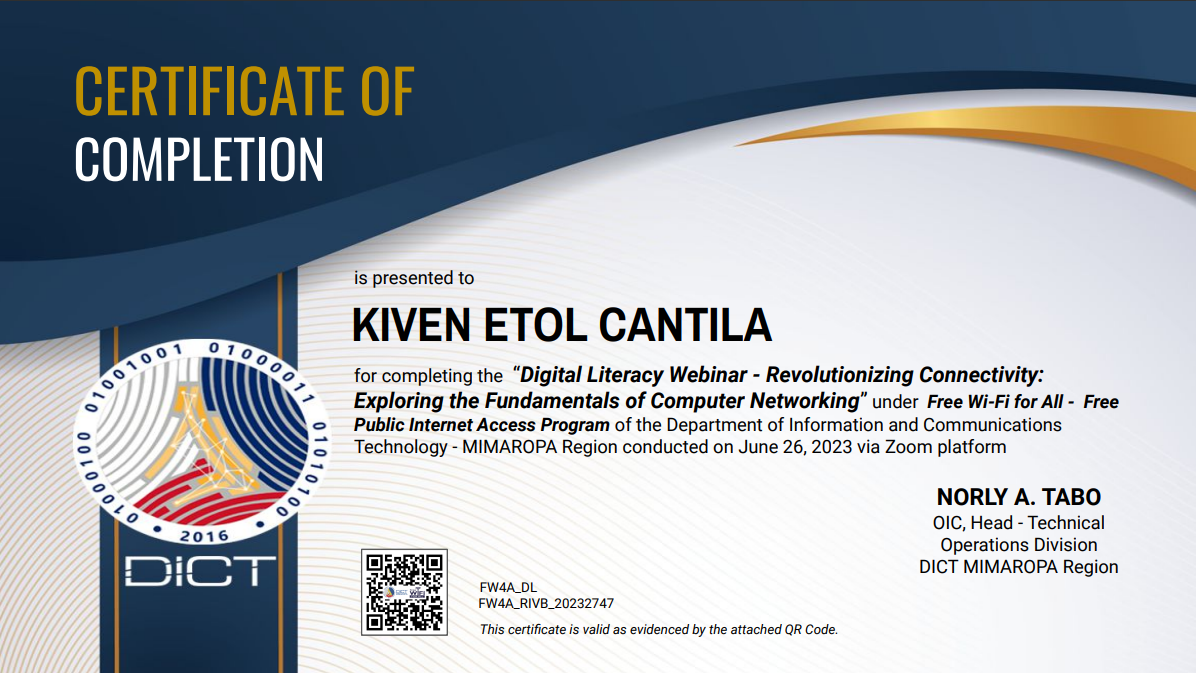 CERTIFICATE OF
COMPLETION
is presented to
KIVEN ETOL CANTILA
for completing the “Digital Literacy Webinar - Revolutionizing Connectivity:
Exploring the Fundamentals of Computer Networking” under Free Wi-Fi for All - Free
Public Internet Access Program of the Department of Information and Communications
Technology - MIMAROPA Region conducted on June 26, 2023 via Zoom platform
01001001 0100001
01010100
0100010
2016
DICT
NORLY A. TABO
OIC, Head - Technical
Operations Division
DICT MIMAROPA Region
FW4A_DL
FW4A_RIVB_20232747
This certificate is valid as evidenced by the attached QR Code.